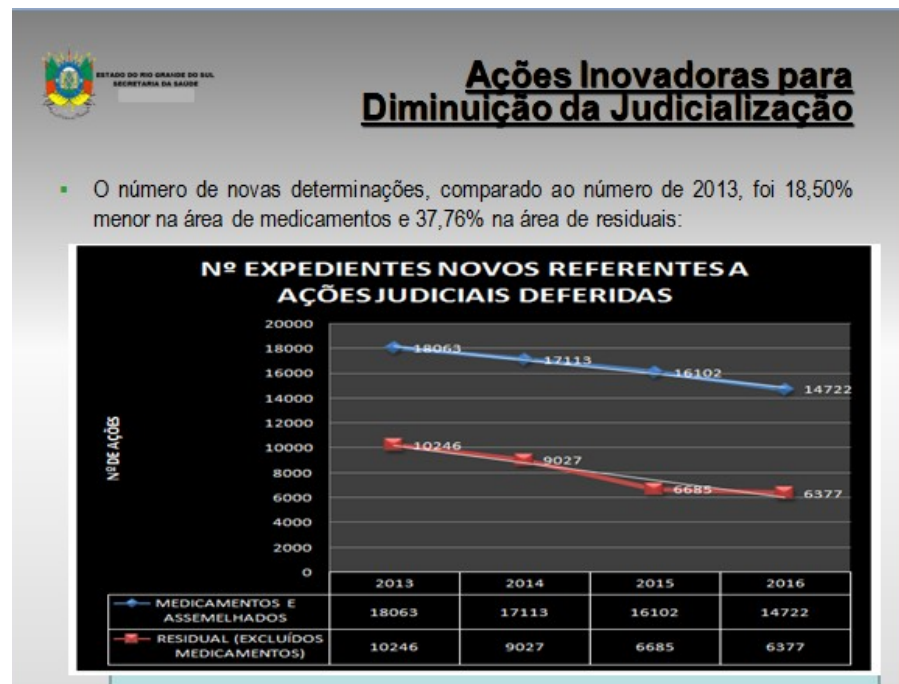 ESTADO DO RIO GRANDE DO SUL
SECRETARIA DA SAÚDE
Ações Inovadoras para
Diminuição da Judicialização
O número de novas determinações, comparado ao número de 2013, foi 18,50%
menor na área de medicamentos e 37,76% na área de residuais:
Nº EXPEDIENTES NOVOS REFERENTES A
AÇÕES JUDICIAIS DEFERIDAS
Nº DE AÇÕES
20000
18000
16000
14000
12000
10000
8000
6000
4000
2000
0
18063
17113
16102
14722
10246
9027
6685
6377
2013 2014 2015 2016
MEDICAMENTOS E
ASSEMELHADOS 18063 17113 16102 14722
RESIDUAL (EXCLUÍDOS
MEDICAMENTOS) 10246 9027 6685 6377